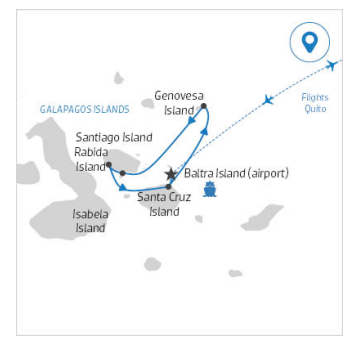 Genovesa
Island
GALAPAGOS ISLANDS
Flights
Quito
Santiago Island
Rabida
Island
Baltra Island (airport)
Santa Cruz
Island
Isabela
Island